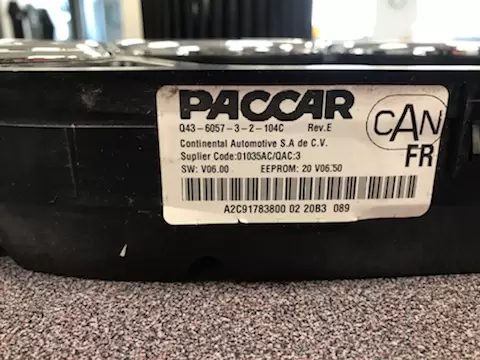 PACCAR
Q43-6057-3-2-104C Rev.E
Continental Automotive S.A de C.V.
Suplier Code:01035AC/QAC:3
SW: V06.00 EEPROM: 20 V06.50
A2C91783800 02 20B3 089
CAN
FR